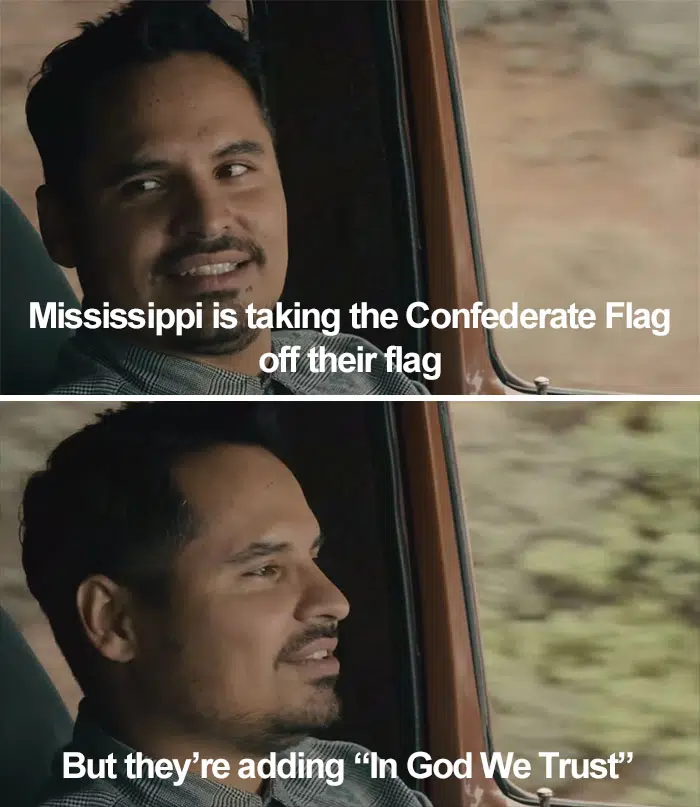 Mississippi is taking the Confederate Flag
off their flag
But they’re adding “In God We Trust”